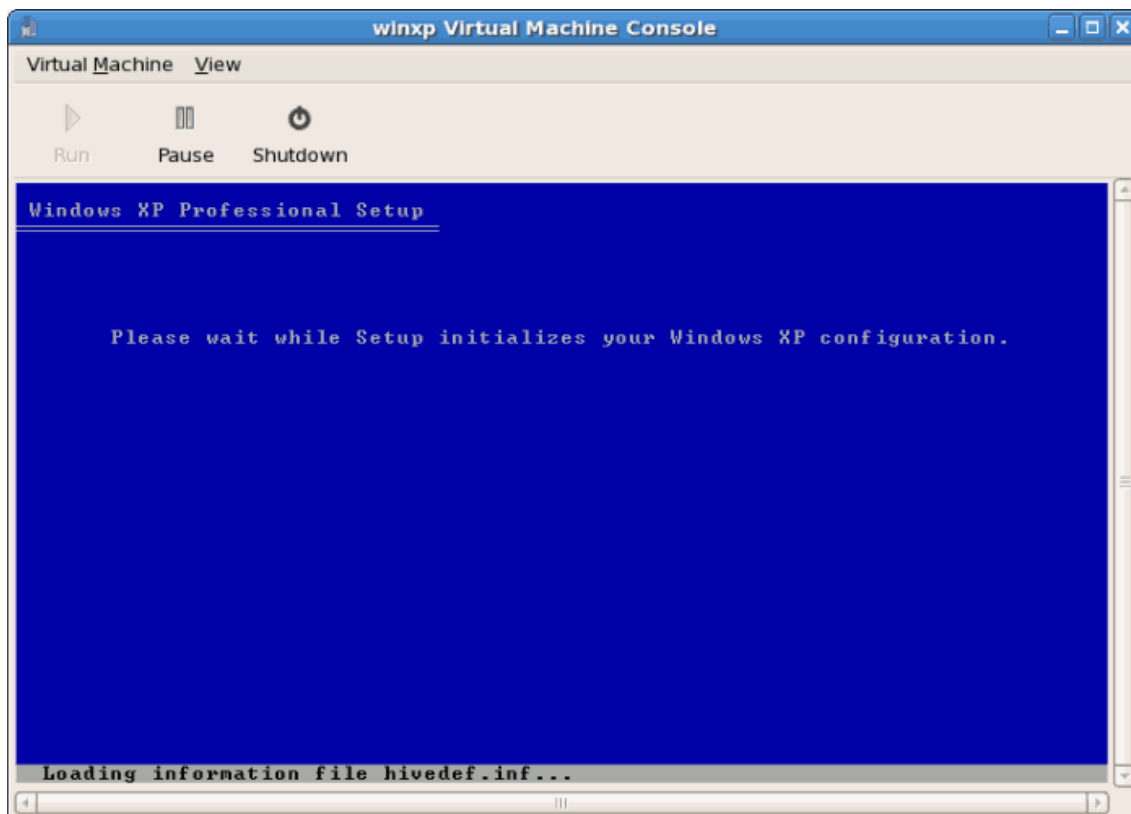 winxp Virtual Machine Console
Virtual Machine View
Run Pause Shutdown
Windows XP Professional Setup
Please wait while Setup initializes your Windows XP configuration.
Loading information file hivedef.inf...